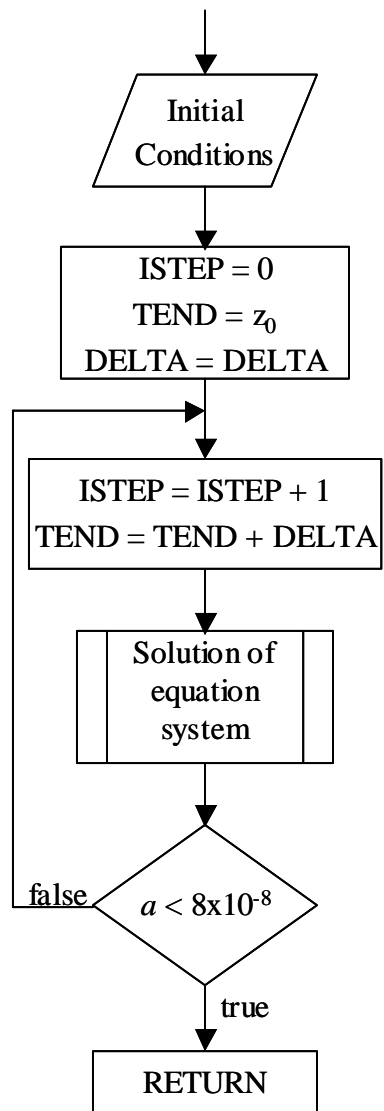 Initial
Conditions
ISTEP = 0
TEND = z₀
DELTA = DELTA
ISTEP = ISTEP + 1
TEND = TEND + DELTA
Solution of
equation
system
false
a < 8x10⁻⁸
true
RETURN